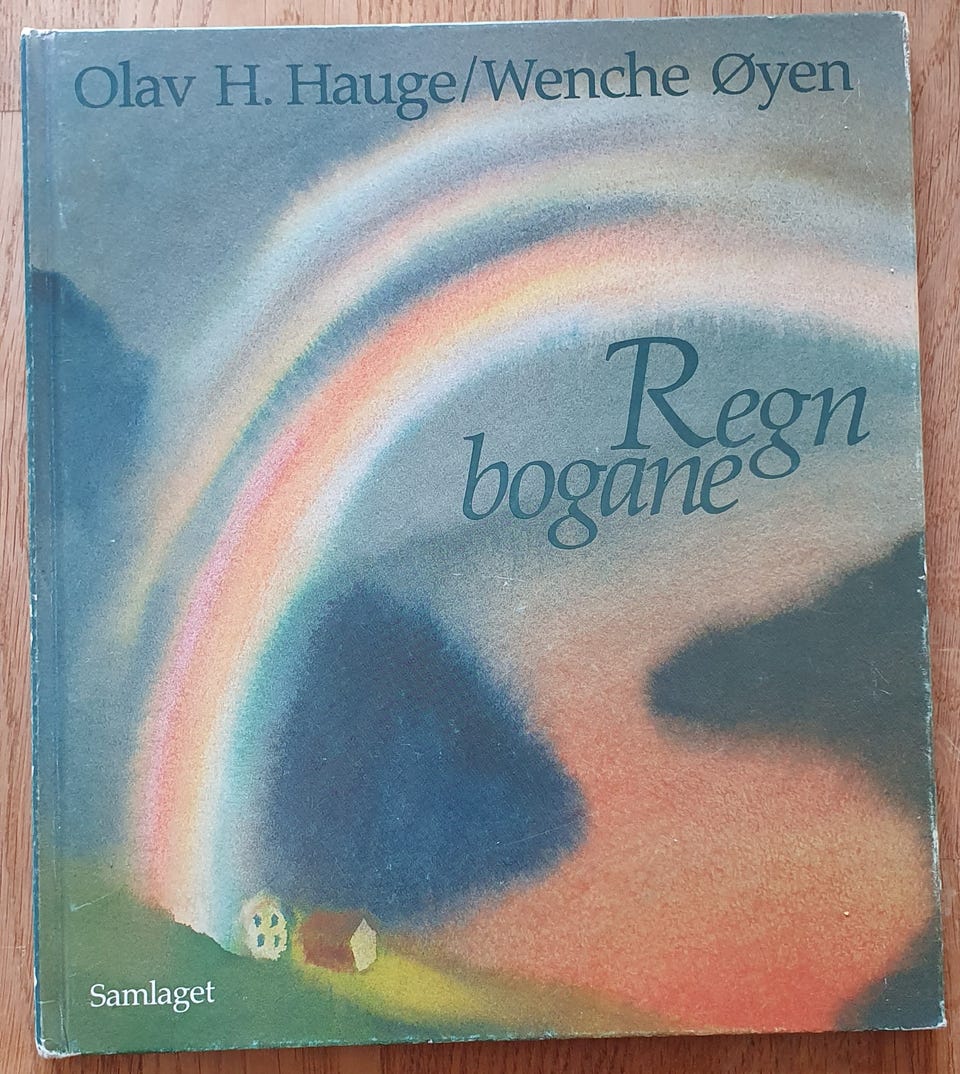 Olav H. Hauge/Wenche Øyen
Regn
bogane
Samlaget